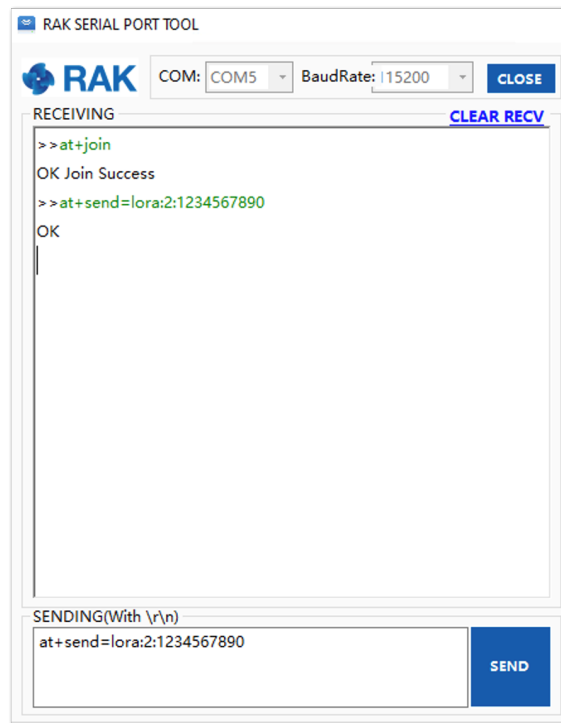 RAK SERIAL PORT TOOL
RAK COM: COM5 BaudRate: 115200 CLOSE
RECEIVING CLEAR RECV
>>at+join
OK Join Success
>>at+send=lora:2:1234567890
OK
SENDING(With \r\n)
at+send=lora:2:1234567890
SEND